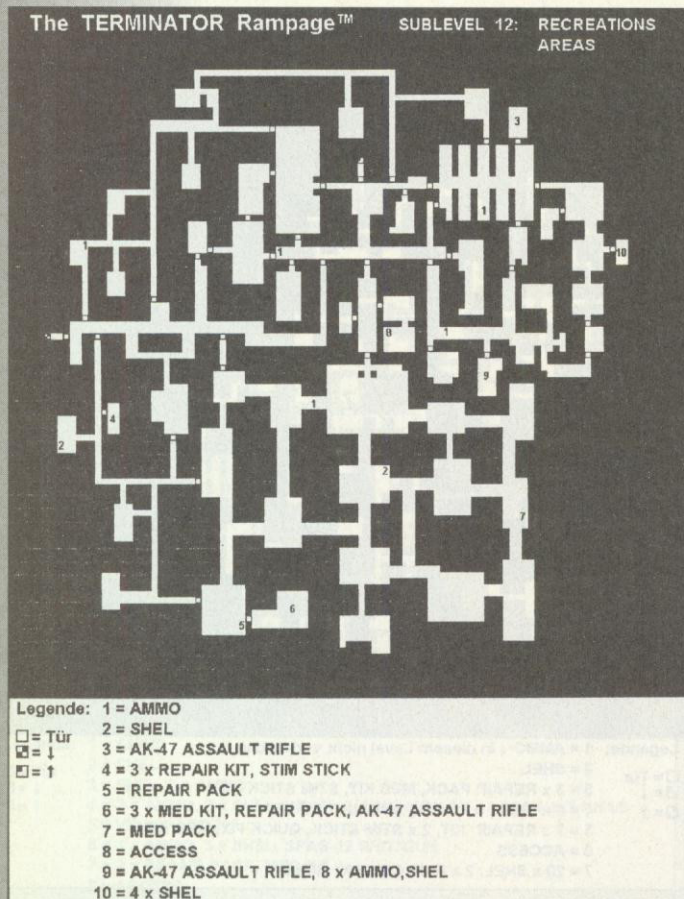 The TERMINATOR Rampage™
SUBLEVEL 12: RECREATIONS
AREAS
3
1
1
10
1
8
9
4
1
2
2
7
6
5
Legende: 1 = AMMO
2 = SHEL
□ = Tür
3 = AK-47 ASSAULT RIFLE
= ↓
4 = 3 x REPAIR KIT, STIM STICK
= ↑
5 = REPAIR PACK
6 = 3 x MED KIT, REPAIR PACK, AK-47 ASSAULT RIFLE
7 = MED PACK
8 = ACCESS
9 = AK-47 ASSAULT RIFLE, 8 x AMMO,SHEL
10 = 4 x SHEL